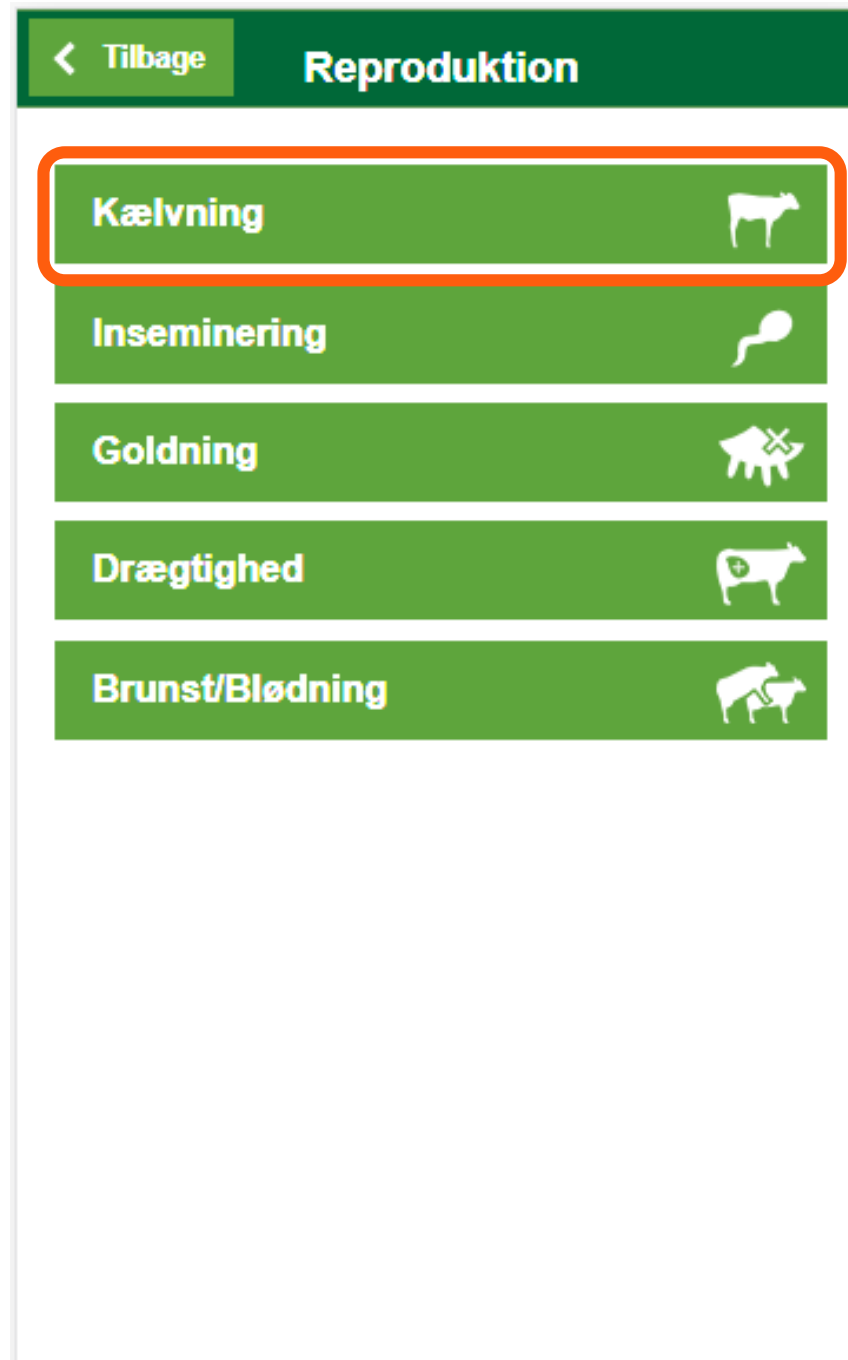 Tilbage
Reproduktion
Kælvning
Inseminering
Goldning
Drægtighed
Brunst/Blødning